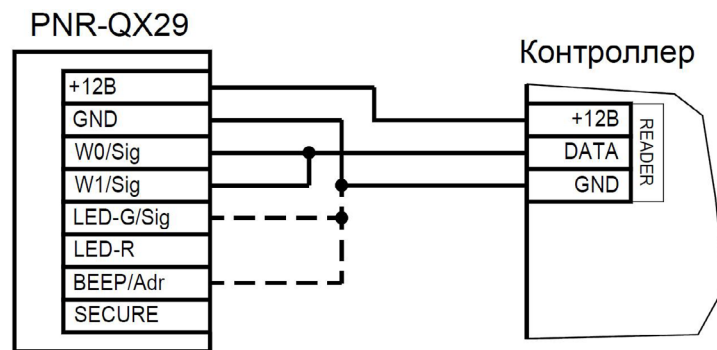 PNR-QX29
+12В
GND
W0/Sig
W1/Sig
LED-G/Sig
LED-R
BEEP/Adr
SECURE
Контроллер
+12В
DATA
GND
READER